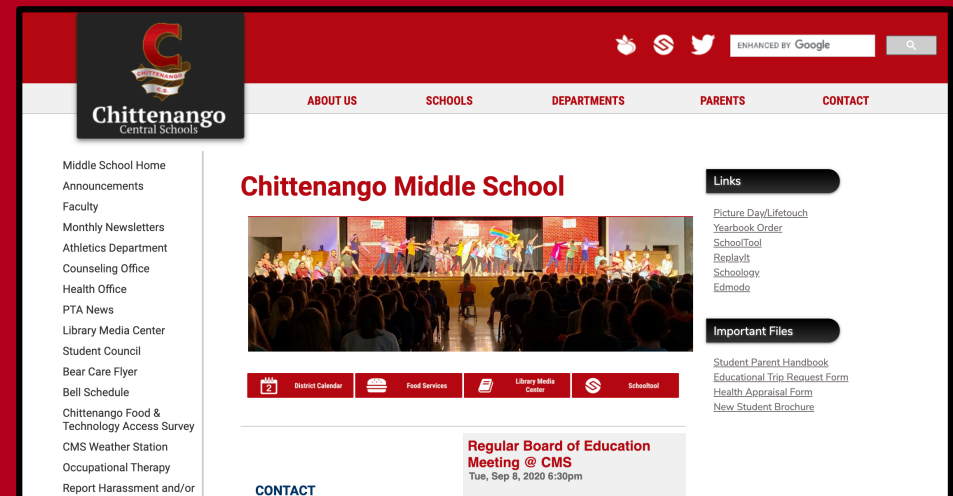 C
CHITTENANGO
C.S.
Chittenango
Central Schools
ENHANCED BY Google
ABOUT US
SCHOOLS
DEPARTMENTS
PARENTS
CONTACT
Middle School Home
Announcements
Faculty
Monthly Newsletters
Athletics Department
Counseling Office
Health Office
PTA News
Library Media Center
Student Council
Bear Care Flyer
Bell Schedule
Chittenango Food &
Technology Access Survey
CMS Weather Station
Occupational Therapy
Report Harassment and/or
Chittenango Middle School
2
District Calendar
Food Services
Library Media
Center
Schooltool
CONTACT
Regular Board of Education
Meeting @ CMS
Tue, Sep 8, 2020 6:30pm
Links
Picture Day/Lifetouch
Yearbook Order
SchoolTool
ReplayIt
Schoology
Edmodo
Important Files
Student Parent Handbook
Educational Trip Request Form
Health Appraisal Form
New Student Brochure